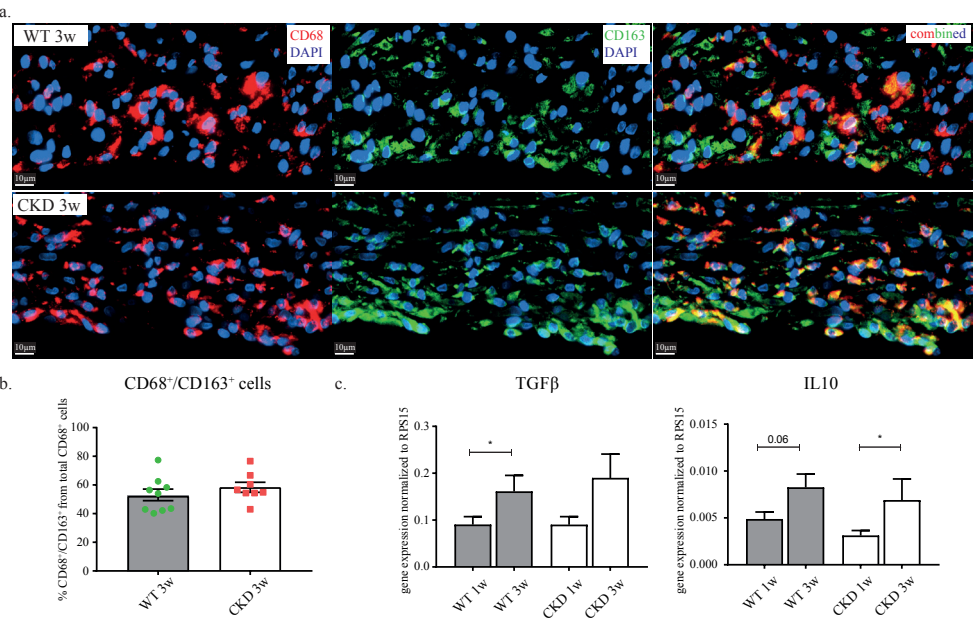 a.
WT 3w
CD68
DAPI
CD163
DAPI
combined
10μm
10μm
10μm
CKD 3w
10μm
10μm
10μm
b.
CD68⁺/CD163⁺ cells
% CD68⁺/CD163⁺ from total CD68⁺ cells
100
80
60
40
20
0
WT 3w
CKD 3w
c.
TGFβ
gene expression normalized to RPS15
0.3
0.2
0.1
0.0
*
WT 1w
WT 3w
CKD 1w
CKD 3w
IL10
gene expression normalized to RPS15
0.015
0.010
0.005
0.000
0.06
*
WT 1w
WT 3w
CKD 1w
CKD 3w